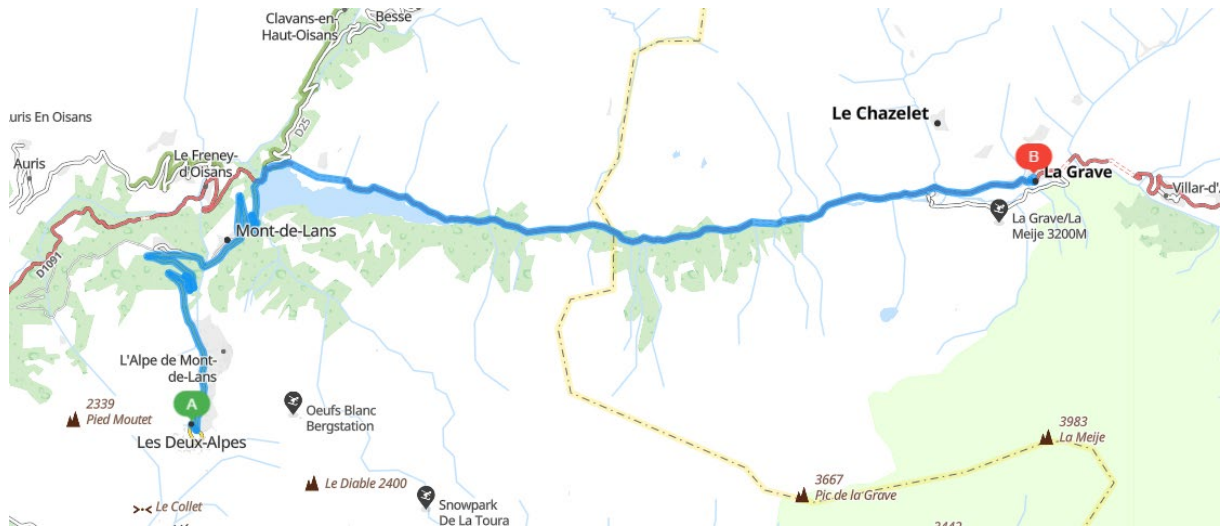 Clavans-en-
Haut-Oisans
Besse
uris En Oisans
D25
Le Chazelet
Auris
Le Freney-
d'Oisans
B
La Grave
Villar-d'
La Grave/La
Meije 3200M
Mont-de-Lans
D1091
L'Alpe de Mont-
de-Lans
A
2339
Pied Moutet
Oeufs Blanc
Bergstation
Les Deux-Alpes
3983
La Meije
Le Diable 2400
3667
Pic de la Grave
Le Collet
Snowpark
De La Toura